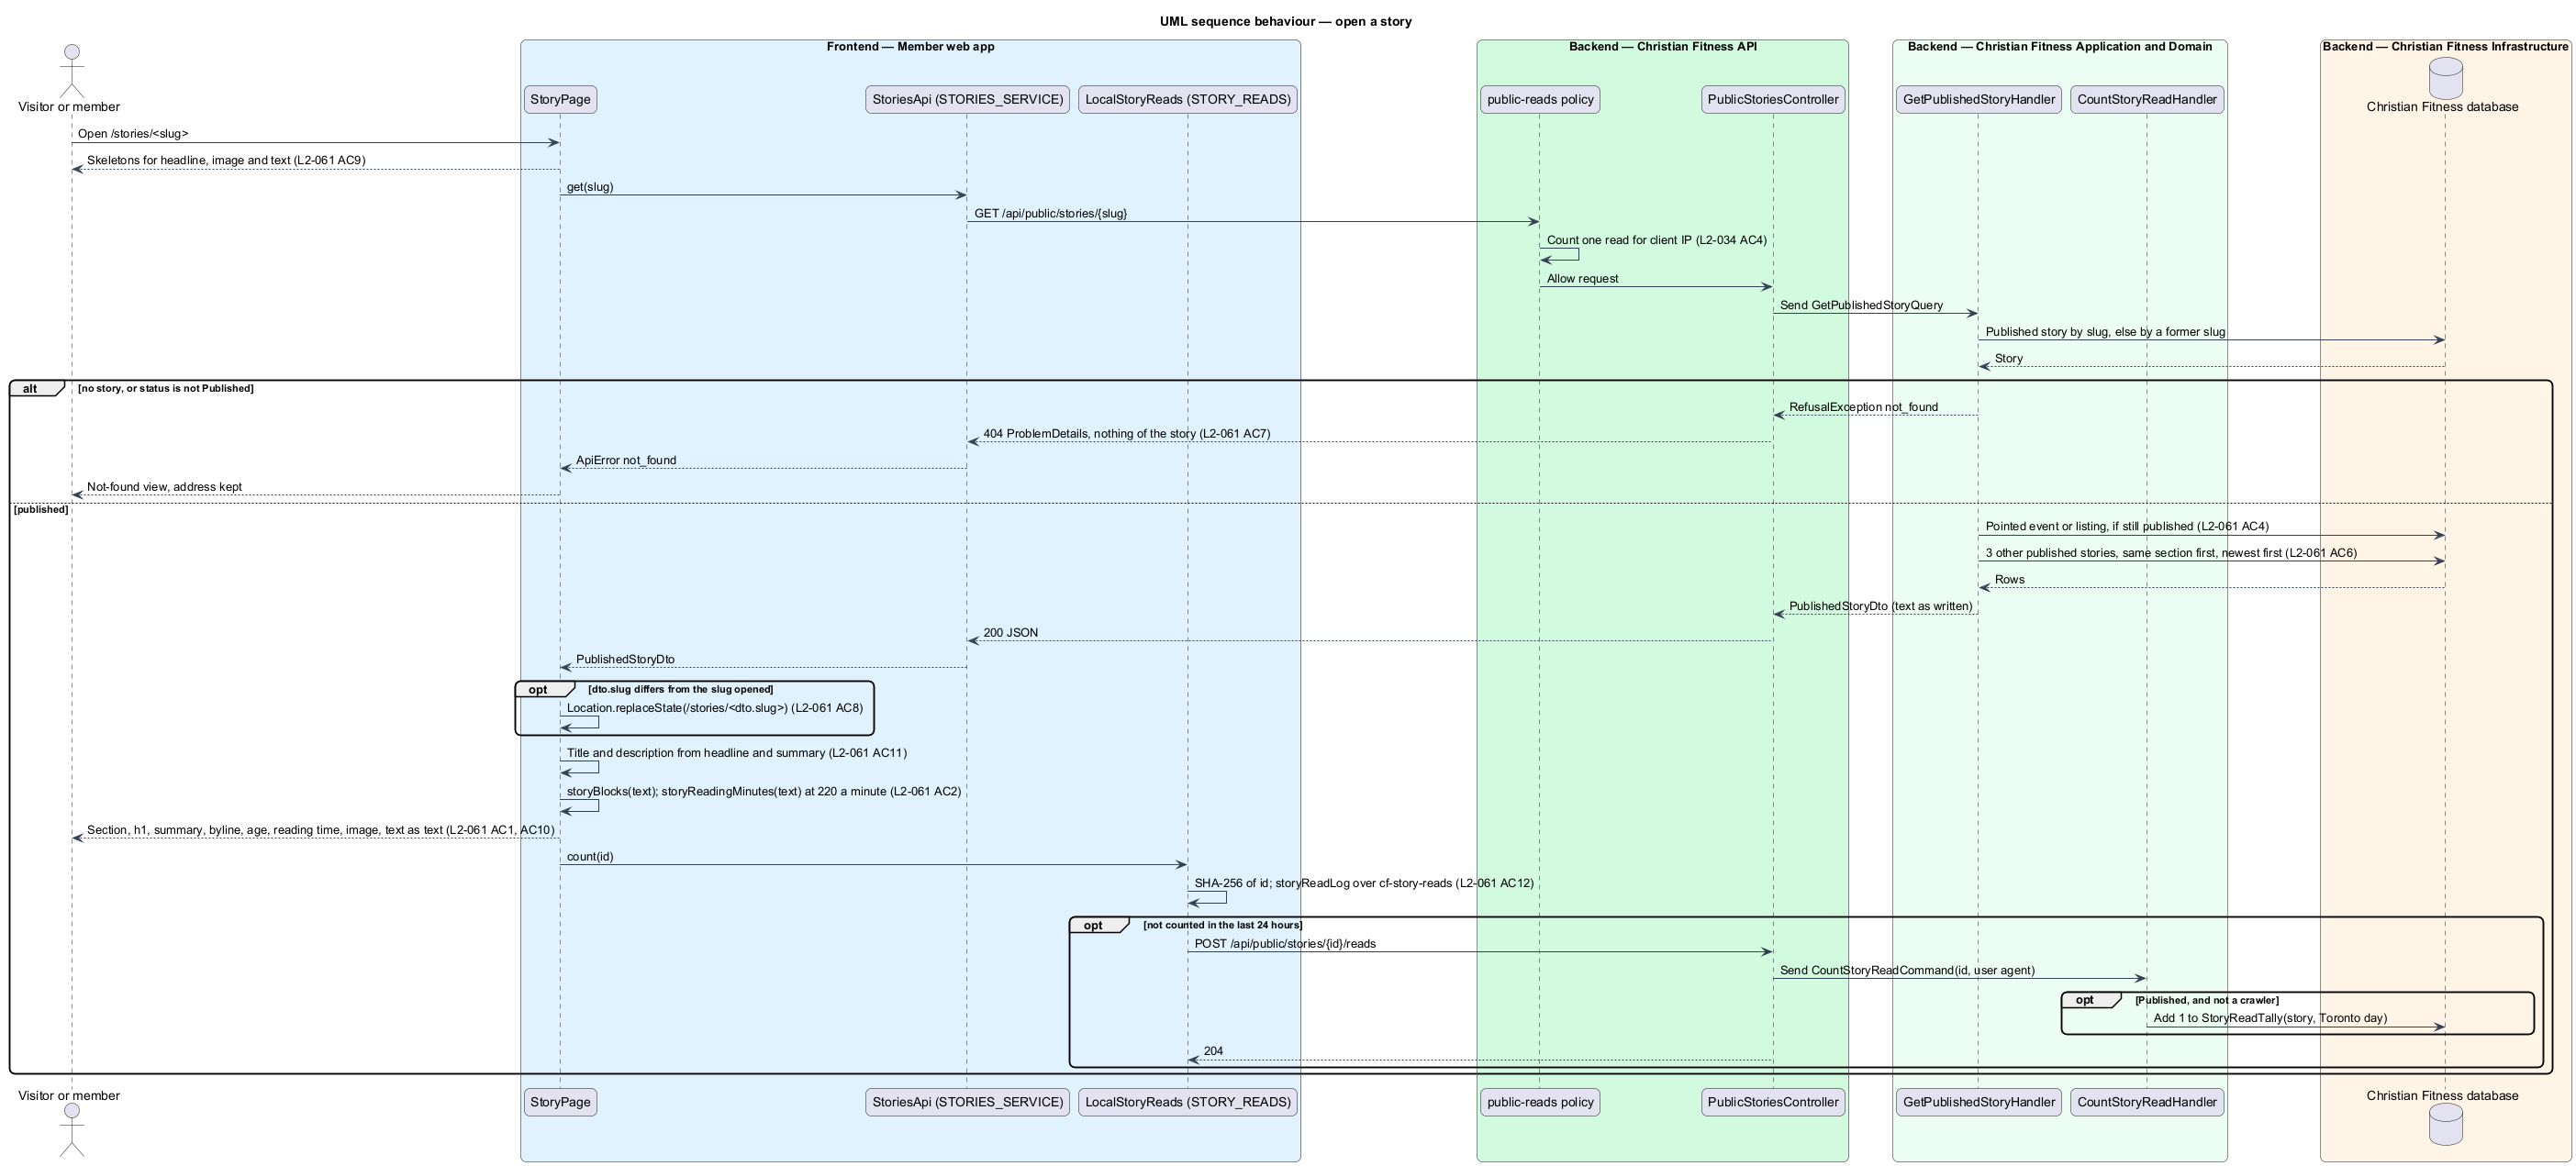 UML sequence behaviour — open a story
Frontend — Member web app
Backend — Christian Fitness API
Backend — Christian Fitness Application and Domain
Backend — Christian Fitness Infrastructure
Visitor or member
StoryPage
StoriesApi (STORIES_SERVICE)
LocalStoryReads (STORY_READS)
public-reads policy
PublicStoriesController
GetPublishedStoryHandler
CountStoryReadHandler
Christian Fitness database
Open /stories/<slug>
Skeletons for headline, image and text (L2-061 AC9)
get(slug)
GET /api/public/stories/{slug}
Count one read for client IP (L2-034 AC4)
Allow request
Send GetPublishedStoryQuery
Published story by slug, else by a former slug
Story
alt [no story, or status is not Published]
RefusalException not_found
404 ProblemDetails, nothing of the story (L2-061 AC7)
ApiError not_found
Not-found view, address kept
[published]
Pointed event or listing, if still published (L2-061 AC4)
3 other published stories, same section first, newest first (L2-061 AC6)
Rows
PublishedStoryDto (text as written)
200 JSON
PublishedStoryDto
opt [dto.slug differs from the slug opened]
Location.replaceState(/stories/<dto.slug>) (L2-061 AC8)
Title and description from headline and summary (L2-061 AC11)
storyBlocks(text); storyReadingMinutes(text) at 220 a minute (L2-061 AC2)
Section, h1, summary, byline, age, reading time, image, text as text (L2-061 AC1, AC10)
count(id)
SHA-256 of id; storyReadLog over cf-story-reads (L2-061 AC12)
opt [not counted in the last 24 hours]
POST /api/public/stories/{id}/reads
Send CountStoryReadCommand(id, user agent)
opt [Published, and not a crawler]
Add 1 to StoryReadTally(story, Toronto day)
204
Visitor or member
StoryPage
StoriesApi (STORIES_SERVICE)
LocalStoryReads (STORY_READS)
public-reads policy
PublicStoriesController
GetPublishedStoryHandler
CountStoryReadHandler
Christian Fitness database